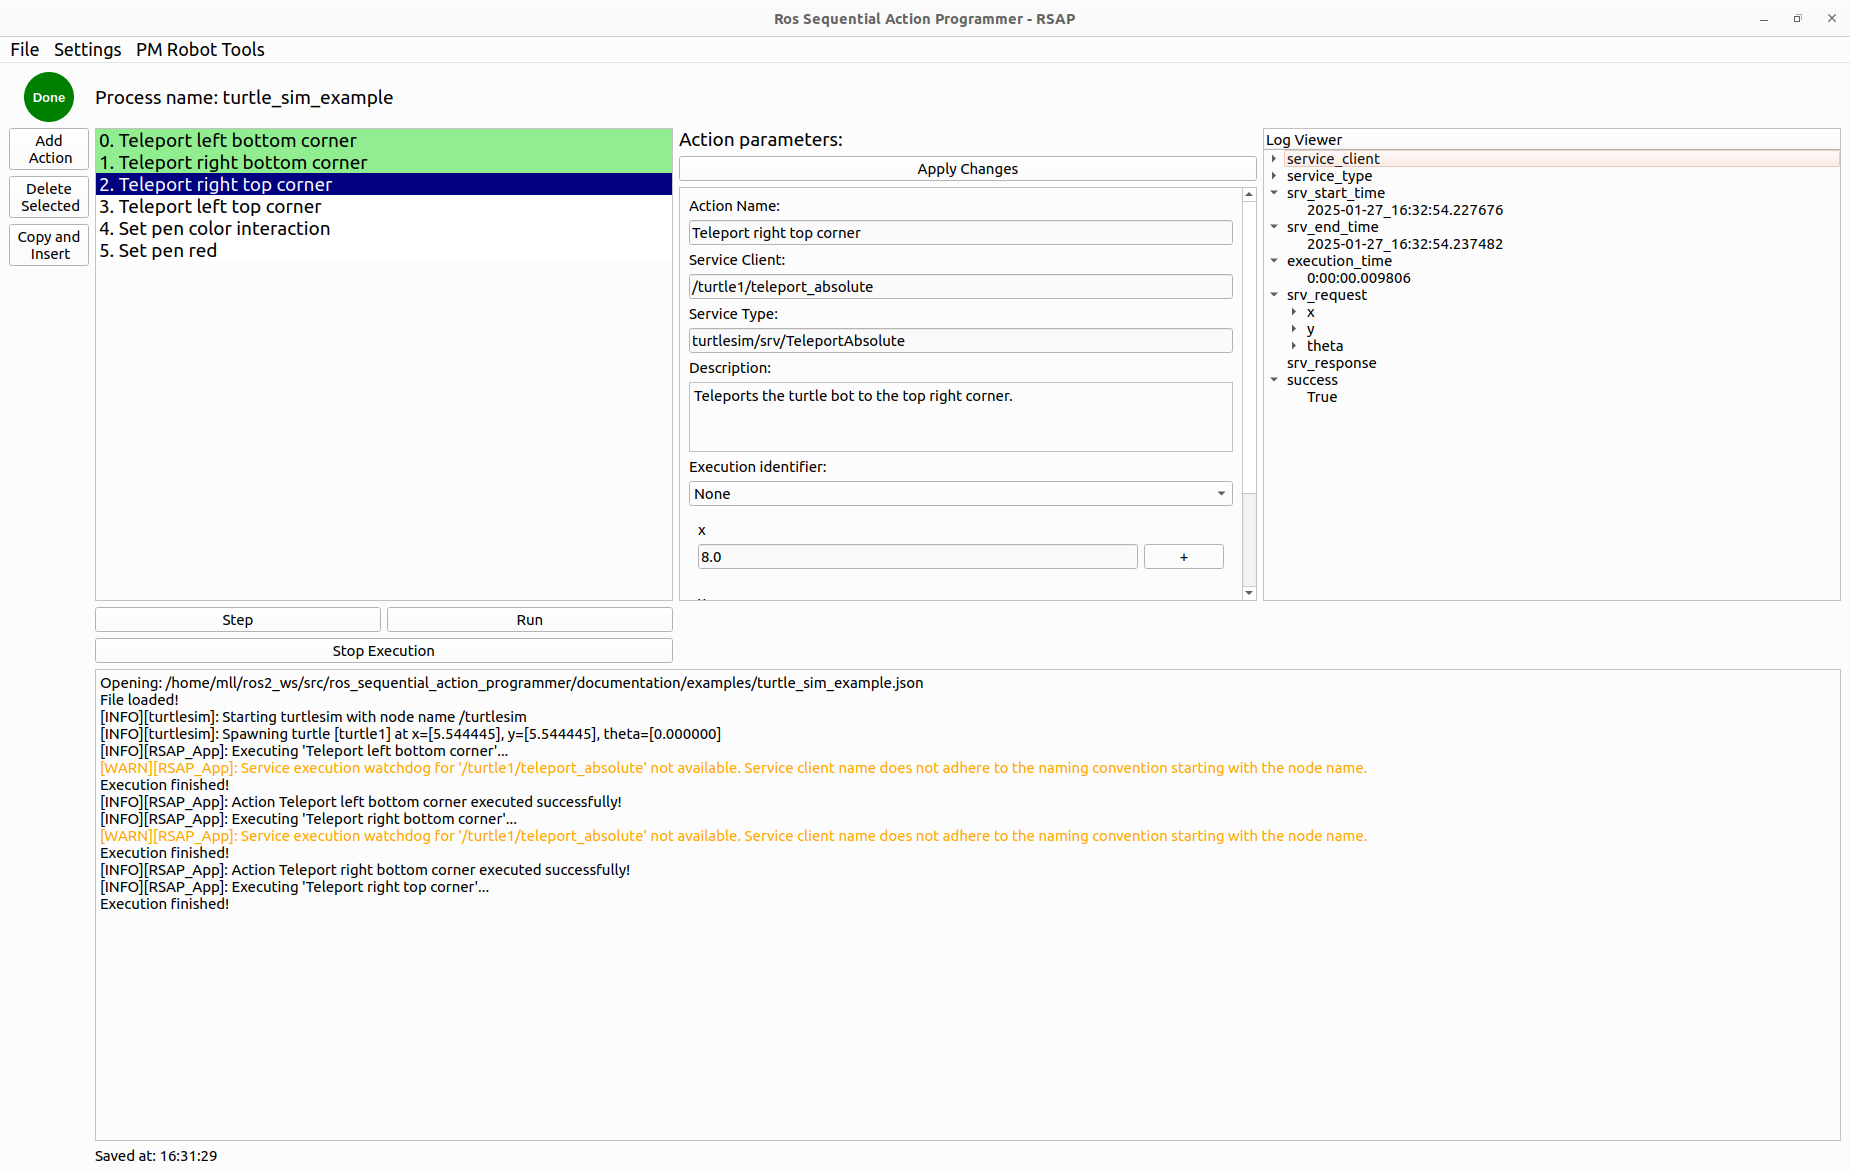 Ros Sequential Action Programmer - RSAP
File Settings PM Robot Tools
Done
Process name: turtle_sim_example
Add
Action
Delete
Selected
Copy and
Insert
0. Teleport left bottom corner
1. Teleport right bottom corner
2. Teleport right top corner
3. Teleport left top corner
4. Set pen color interaction
5. Set pen red
Step
Run
Stop Execution
Action parameters:
Apply Changes
Action Name:
Teleport right top corner
Service Client:
/turtle1/teleport_absolute
Service Type:
turtlesim/srv/TeleportAbsolute
Description:
Teleports the turtle bot to the top right corner.
Execution identifier:
None
x
8.0
+
Log Viewer
service_client
service_type
srv_start_time
2025-01-27_16:32:54.227676
srv_end_time
2025-01-27_16:32:54.237482
execution_time
0:00:00.009806
srv_request
x
y
theta
srv_response
success
True
Opening: /home/mll/ros2_ws/src/ros_sequential_action_programmer/documentation/examples/turtle_sim_example.json
File loaded!
[INFO][turtlesim]: Starting turtlesim with node name /turtlesim
[INFO][turtlesim]: Spawning turtle [turtle1] at x=[5.544445], y=[5.544445], theta=[0.000000]
[INFO][RSAP_App]: Executing 'Teleport left bottom corner'...
[WARN][RSAP_App]: Service execution watchdog for '/turtle1/teleport_absolute' not available. Service client name does not adhere to the naming convention starting with the node name.
Execution finished!
[INFO][RSAP_App]: Action Teleport left bottom corner executed successfully!
[INFO][RSAP_App]: Executing 'Teleport right bottom corner'...
[WARN][RSAP_App]: Service execution watchdog for '/turtle1/teleport_absolute' not available. Service client name does not adhere to the naming convention starting with the node name.
Execution finished!
[INFO][RSAP_App]: Action Teleport right bottom corner executed successfully!
[INFO][RSAP_App]: Executing 'Teleport right top corner'...
Execution finished!
Saved at: 16:31:29